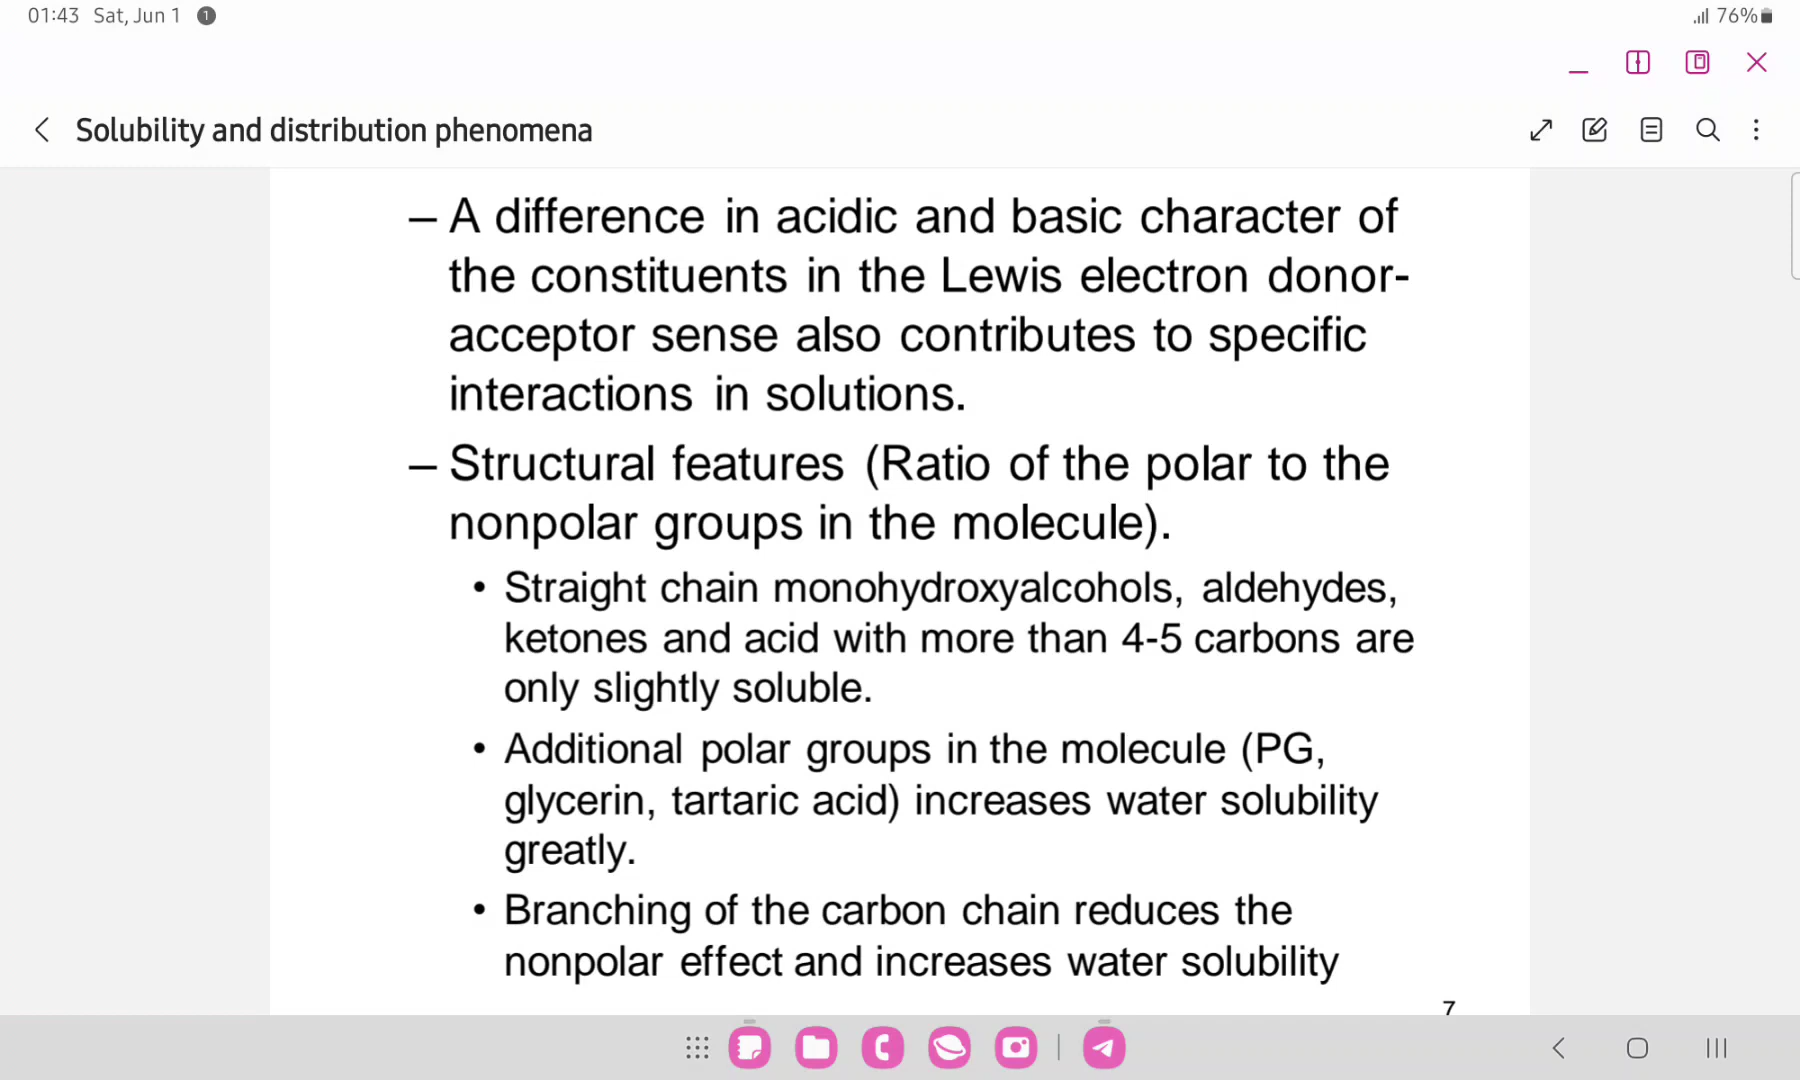 01:43 Sat, Jun 1 1
76%
Solubility and distribution phenomena
– A difference in acidic and basic character of
the constituents in the Lewis electron donor-
acceptor sense also contributes to specific
interactions in solutions.
– Structural features (Ratio of the polar to the
nonpolar groups in the molecule).
• Straight chain monohydroxyalcohols, aldehydes,
ketones and acid with more than 4-5 carbons are
only slightly soluble.
• Additional polar groups in the molecule (PG,
glycerin, tartaric acid) increases water solubility
greatly.
• Branching of the carbon chain reduces the
nonpolar effect and increases water solubility
7